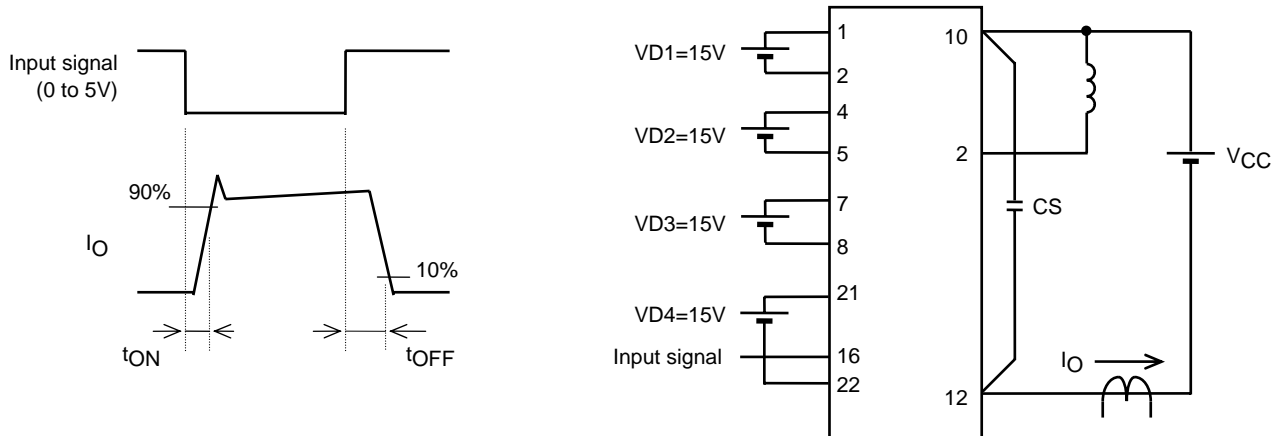 Input signal
(0 to 5V)
90%
IO
10%
tON
tOFF
VD1=15V
1
2
VD2=15V
4
5
VD3=15V
7
8
VD4=15V
21
Input signal
16
22
10
2
VCC
CS
IO
12